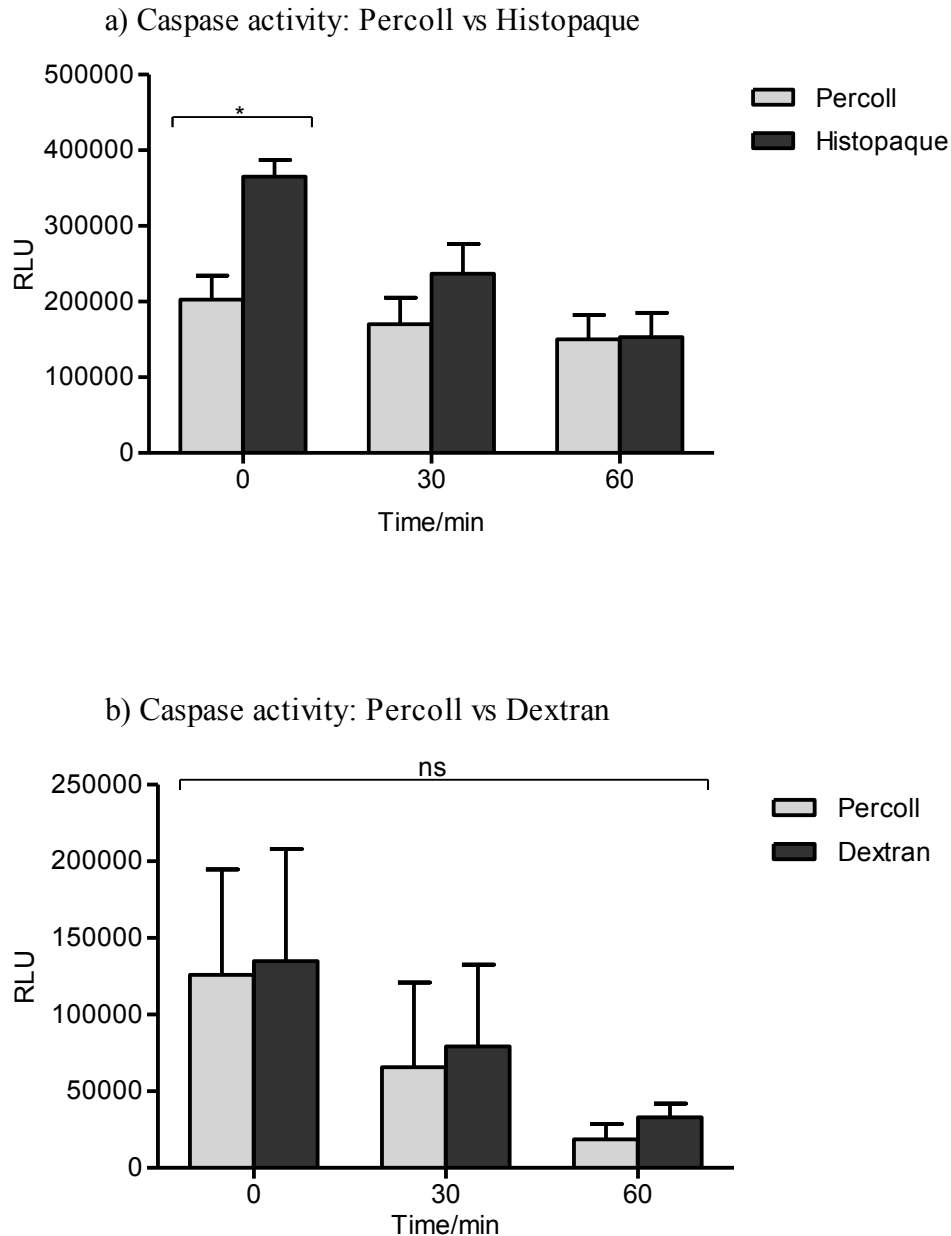 a) Caspase activity: Percoll vs Histopaque
500000
400000
300000
200000
100000
0
RLU
*
0
30
60
Time/min
Percoll
Histopaque
b) Caspase activity: Percoll vs Dextran
250000
200000
150000
100000
50000
0
RLU
ns
0
30
60
Time/min
Percoll
Dextran